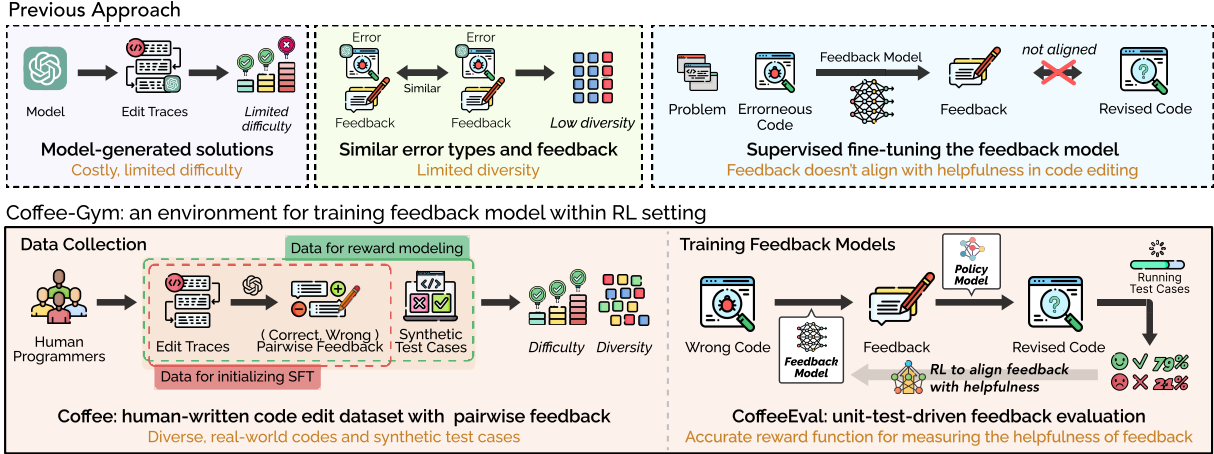 Previous Approach
Model
Edit Traces
Limited
difficulty
Model-generated solutions
Costly, limited difficulty
Error
Error
Similar
Feedback
Feedback
Low diversity
Similar error types and feedback
Limited diversity
Problem
Errorneous
Code
Feedback Model
Feedback
not aligned
Revised Code
Supervised fine-tuning the feedback model
Feedback doesn't align with helpfulness in code editing
Coffee-Gym: an environment for training feedback model within RL setting
Data Collection
Data for reward modeling
Human
Programmers
Edit Traces
( Correct, Wrong )
Pairwise Feedback
Synthetic
Test Cases
Data for initializing SFT
Difficulty
Diversity
Coffee: human-written code edit dataset with pairwise feedback
Diverse, real-world codes and synthetic test cases
Training Feedback Models
Wrong Code
Feedback
Model
Feedback
Policy
Model
Revised Code
Running
Test Cases
79%
21%
RL to align feedback
with helpfulness
CoffeeEval: unit-test-driven feedback evaluation
Accurate reward function for measuring the helpfulness of feedback